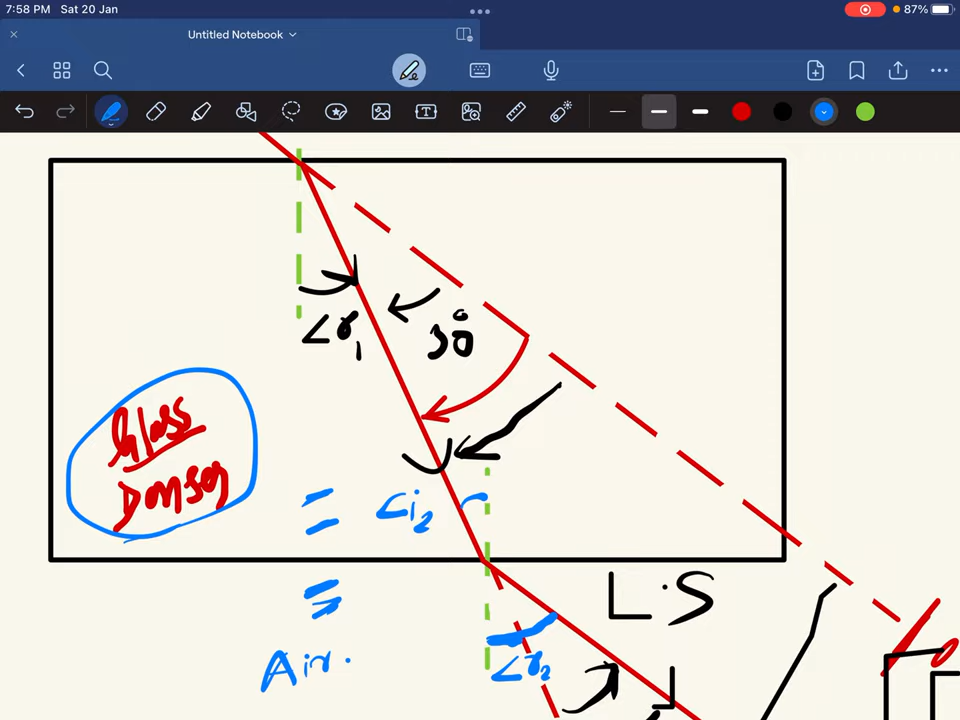 7:58 PM Sat 20 Jan
87%
Untitled Notebook
∠r₁
30°
Glass
Denser
= ∠i₂
L.S
∠r₂
Air.